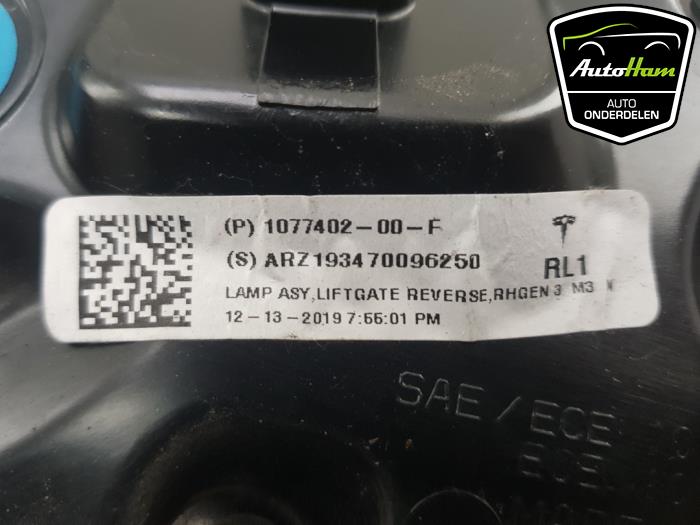 AutoHam
AUTO
ONDERDELEN
(P) 1077402-00-F
(S) ARZ193470096250
RL1
LAMP ASY,LIFTGATE REVERSE,RHGEN 3 M3
12-13-2019 7:56:01 PM
SAE/ECE